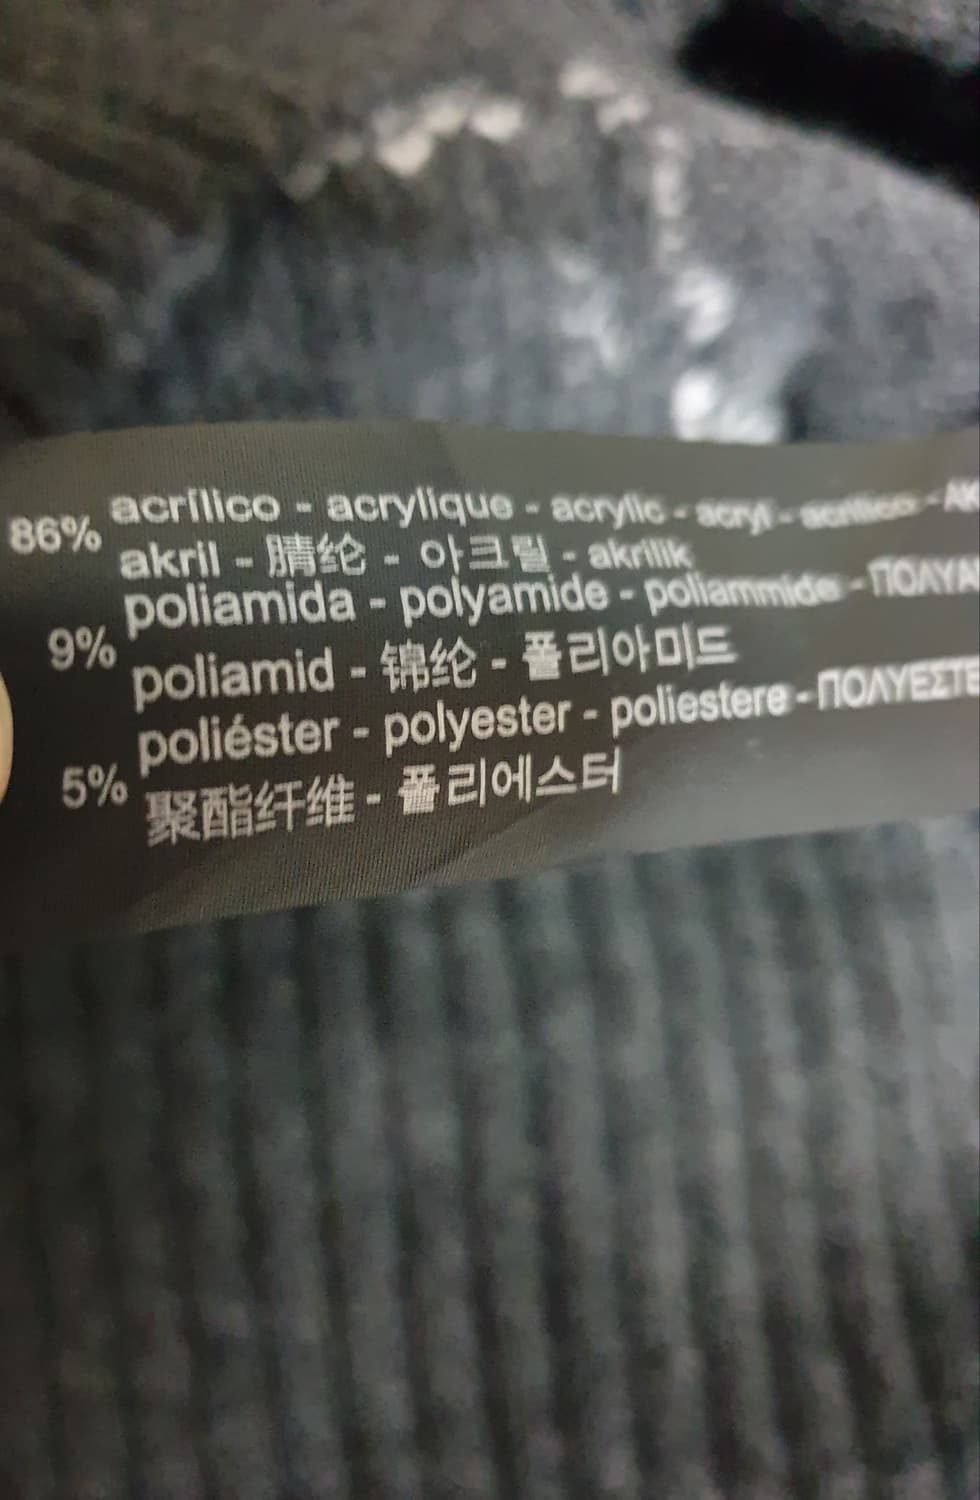 86% acrílico - acrylique - acrylic - acryl - acrilico - AK
akril - 腈纶 - 아크릴 - akrilik
9% poliamida - polyamide - poliammide - ΠΟΛΥΑ
poliamid - 锦纶 - 폴리아미드
5% poliéster - polyester - poliestere - ΠΟΛΥΕΣΤΕ
聚酯纤维 - 폴리에스터